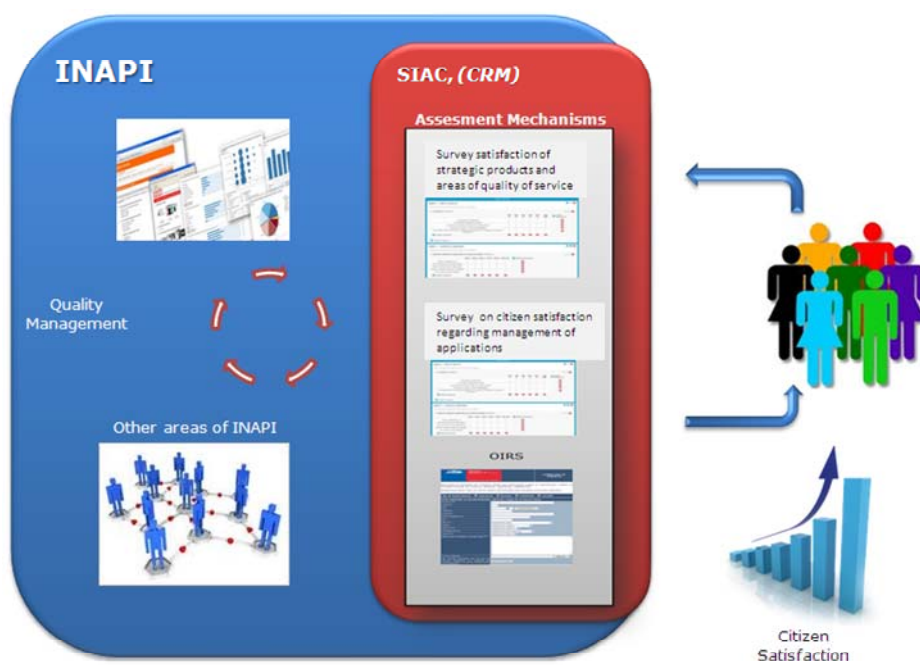 INAPI
SIAC, (CRM)
Assesment Mechanisms
Survey satisfaction of
strategic products and
areas of quality of service
Quality
Management
Survey on citizen satisfaction
regarding management of
applications
Other areas of INAPI
OIRS
Citizen
Satisfaction